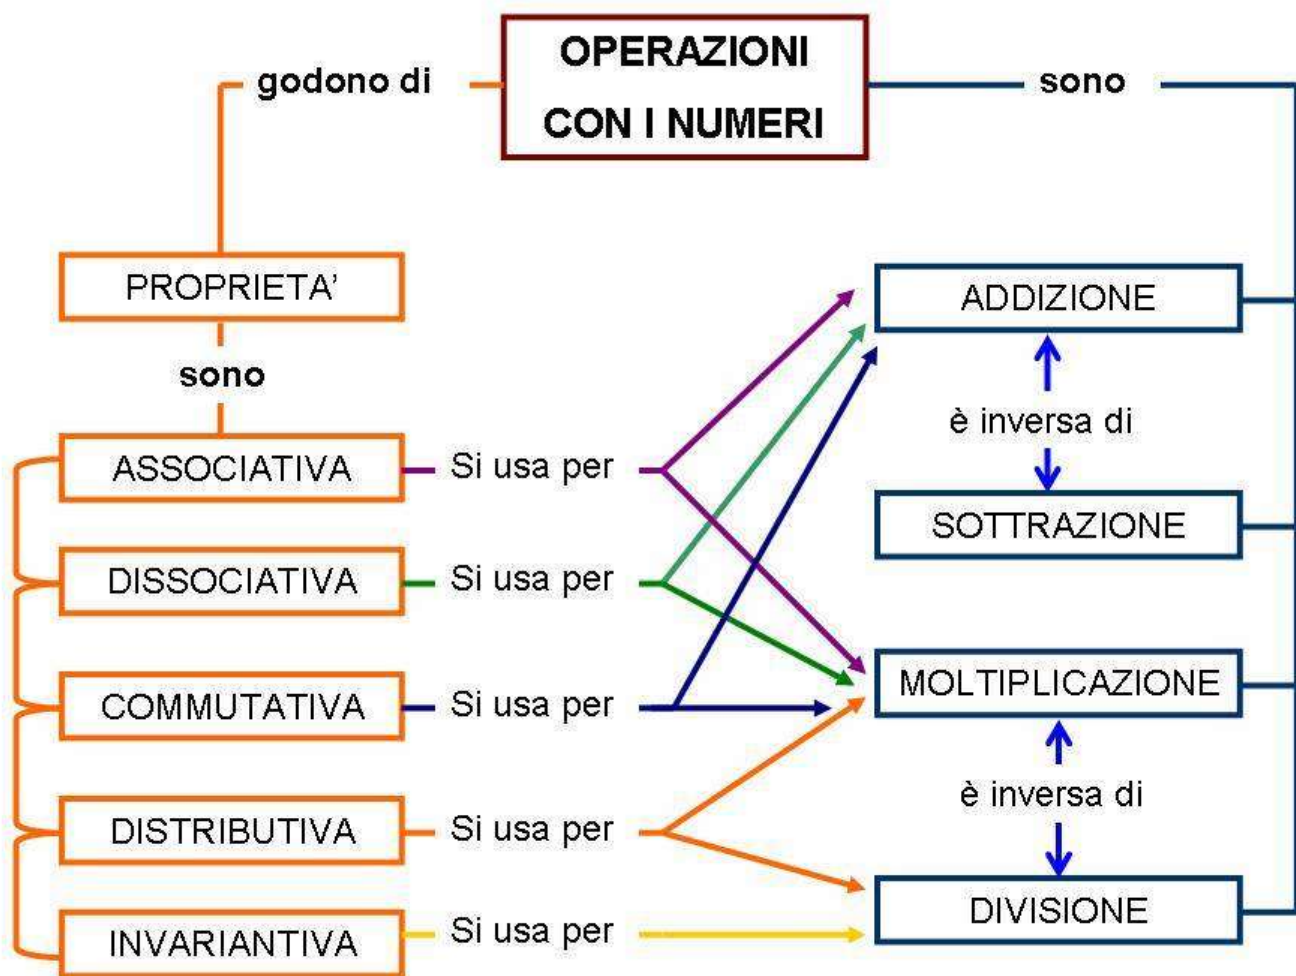 OPERAZIONI
CON I NUMERI
godono di
sono
PROPRIETA'
sono
ASSOCIATIVA
Si usa per
DISSOCIATIVA
Si usa per
COMMUTATIVA
Si usa per
DISTRIBUTIVA
Si usa per
INVARIANTIVA
Si usa per
ADDIZIONE
è inversa di
SOTTRAZIONE
MOLTIPLICAZIONE
è inversa di
DIVISIONE